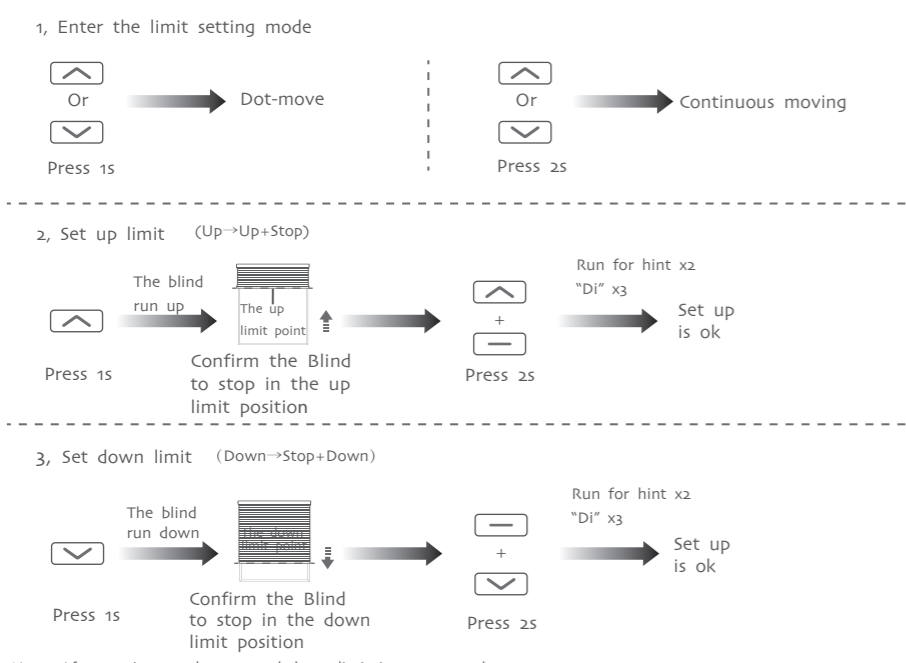 1, Enter the limit setting mode
Or
Dot-move
Press 1s
Or
Continuous moving
Press 2s
2, Set up limit (Up→Up+Stop)
The blind
run up
The up
limit point
Press 1s
Confirm the Blind
to stop in the up
limit position
+
Press 2s
Run for hint x2
"Di" x3
Set up
is ok
3, Set down limit (Down→Stop+Down)
The blind
run down
The down
limit point
Press 1s
Confirm the Blind
to stop in the down
limit position
+
Press 2s
Run for hint x2
"Di" x3
Set up
is ok